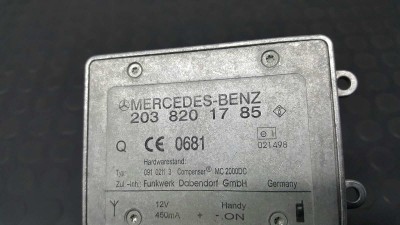 MERCEDES-BENZ
203 820 17 85
Q CE 0681
021498
Hardwarestand:
Typ 091 0211 3 Compenser® MC 2000DC
Zul.-Inh.: Funkwerk Dabendorf GmbH Germany
12V Handy
450mA + - ON